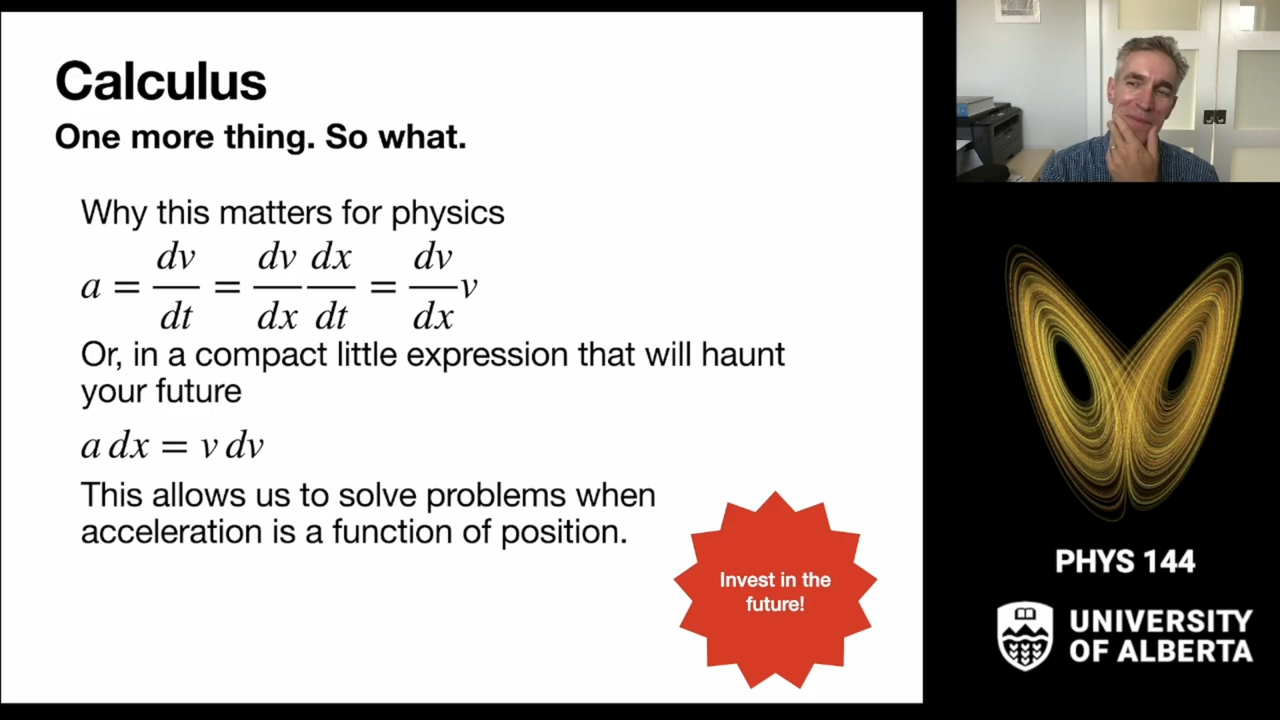 Calculus
One more thing. So what.
Why this matters for physics
a = dv/dt = dv/dx dx/dt = dv/dx v
Or, in a compact little expression that will haunt
your future
a dx = v dv
This allows us to solve problems when
acceleration is a function of position.
Invest in the
future!
PHYS 144
UNIVERSITY
OF ALBERTA